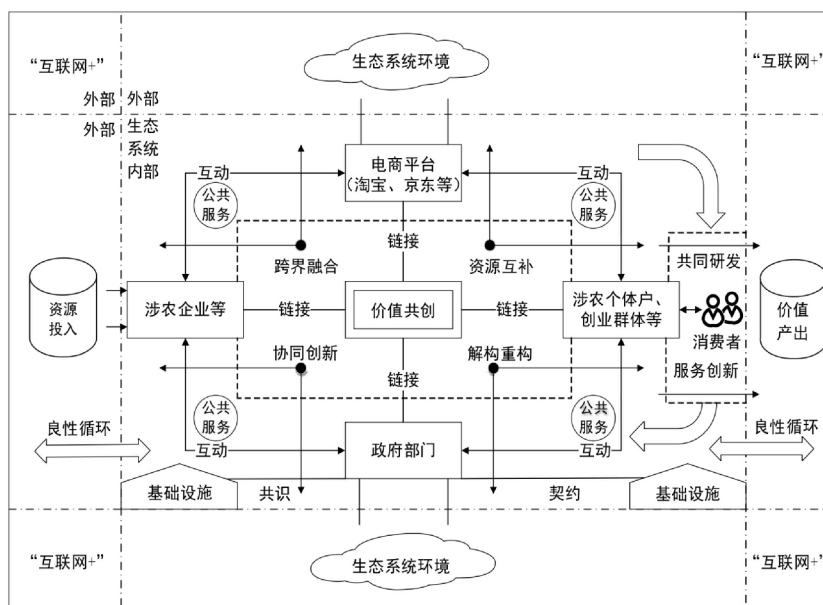 “互联网+”
生态系统环境
“互联网+”
外部
外部
外部
生态
系统
内部
电商平台
（淘宝、京东等）
互动
互动
公共
服务
公共
服务
链接
跨界融合
资源互补
共同研发
资源
投入
涉农企业等
链接
价值共创
链接
涉农个体户、
创业群体等
消费者
价值
产出
协同创新
解构重构
服务创新
链接
公共
服务
公共
服务
良性循环
互动
政府部门
互动
良性循环
基础设施
共识
契约
基础设施
“互联网+”
生态系统环境
“互联网+”